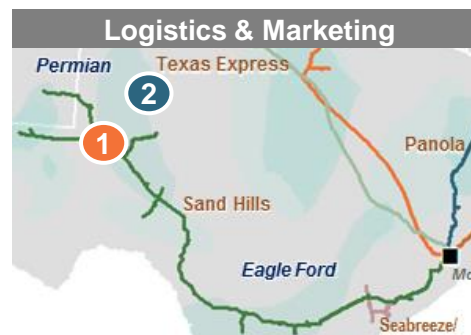 Logistics & Marketing
Permian
Texas Express
2
1
Panola
Sand Hills
Eagle Ford
Seabreeze/